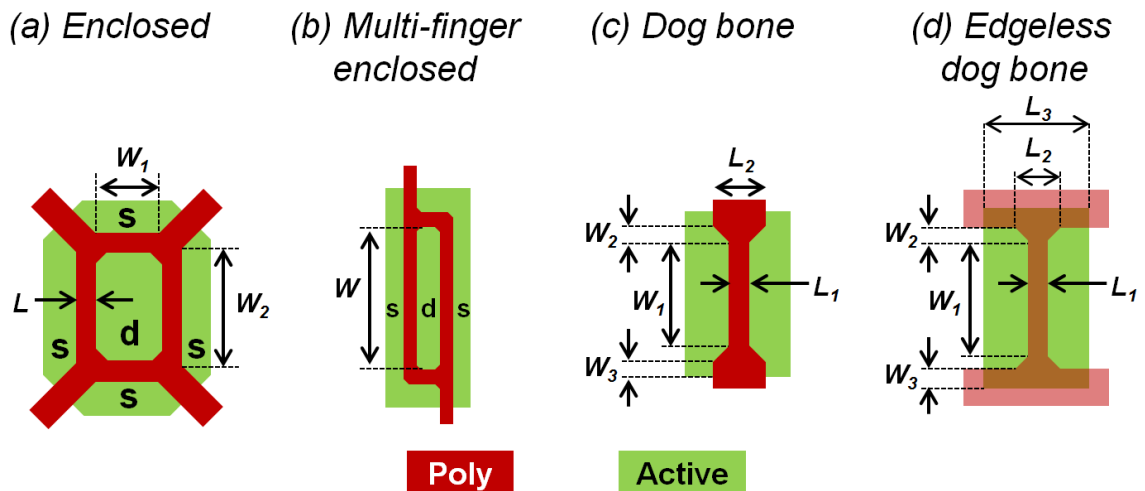 (a) Enclosed
(b) Multi-finger
enclosed
(c) Dog bone
(d) Edgeless
dog bone
W1
s
L
s
d
s
W2
s
W
s
d
s
L2
W2
W1
L1
W3
L3
L2
W2
W1
L1
W3
Poly
Active